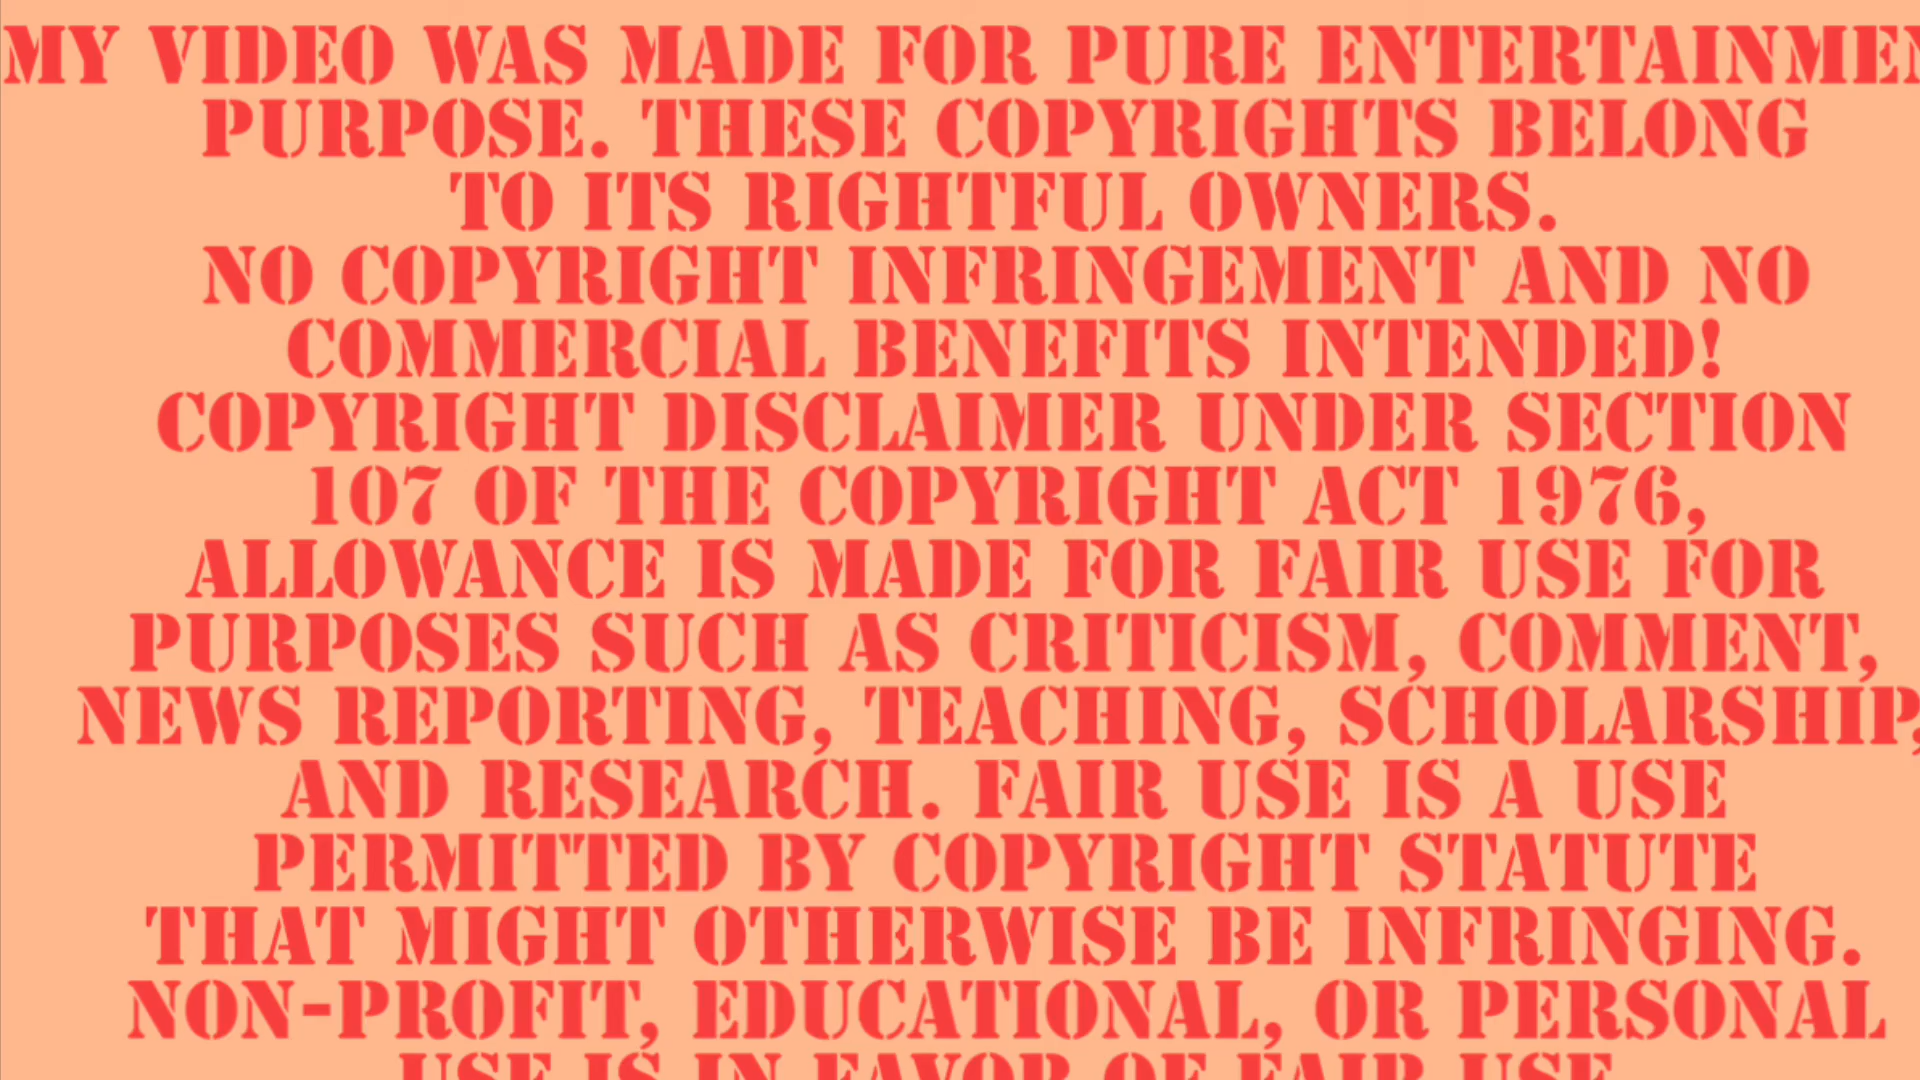 MY VIDEO WAS MADE FOR PURE ENTERTAINMEN
PURPOSE. THESE COPYRIGHTS BELONG
TO ITS RIGHTFUL OWNERS.
NO COPYRIGHT INFRINGEMENT AND NO
COMMERCIAL BENEFITS INTENDED!
COPYRIGHT DISCLAIMER UNDER SECTION
107 OF THE COPYRIGHT ACT 1976,
ALLOWANCE IS MADE FOR FAIR USE FOR
PURPOSES SUCH AS CRITICISM, COMMENT,
NEWS REPORTING, TEACHING, SCHOLARSHIP,
AND RESEARCH. FAIR USE IS A USE
PERMITTED BY COPYRIGHT STATUTE
THAT MIGHT OTHERWISE BE INFRINGING.
NON-PROFIT, EDUCATIONAL, OR PERSONAL
USE IS IN FAVOR OF FAIR USE